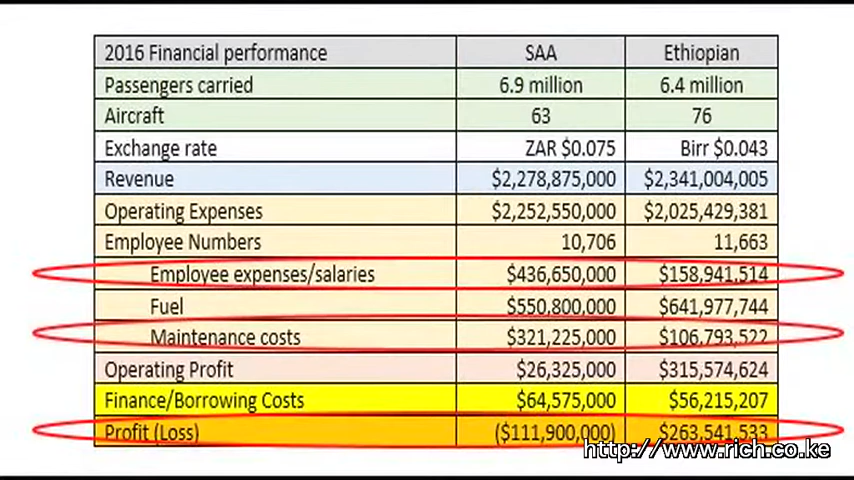 2016 Financial performance SAA Ethiopian
Passengers carried 6.9 million 6.4 million
Aircraft 63 76
Exchange rate ZAR $0.075 Birr $0.043
Revenue $2,278,875,000 $2,341,004,005
Operating Expenses $2,252,550,000 $2,025,429,381
Employee Numbers 10,706 11,663
Employee expenses/salaries $436,650,000 $158,941,514
Fuel $550,800,000 $641,977,744
Maintenance costs $321,225,000 $106,793,522
Operating Profit $26,325,000 $315,574,624
Finance/Borrowing Costs $64,575,000 $56,215,207
Profit (Loss) ($111,900,000) $263,541,533
http://www.rich.co.ke